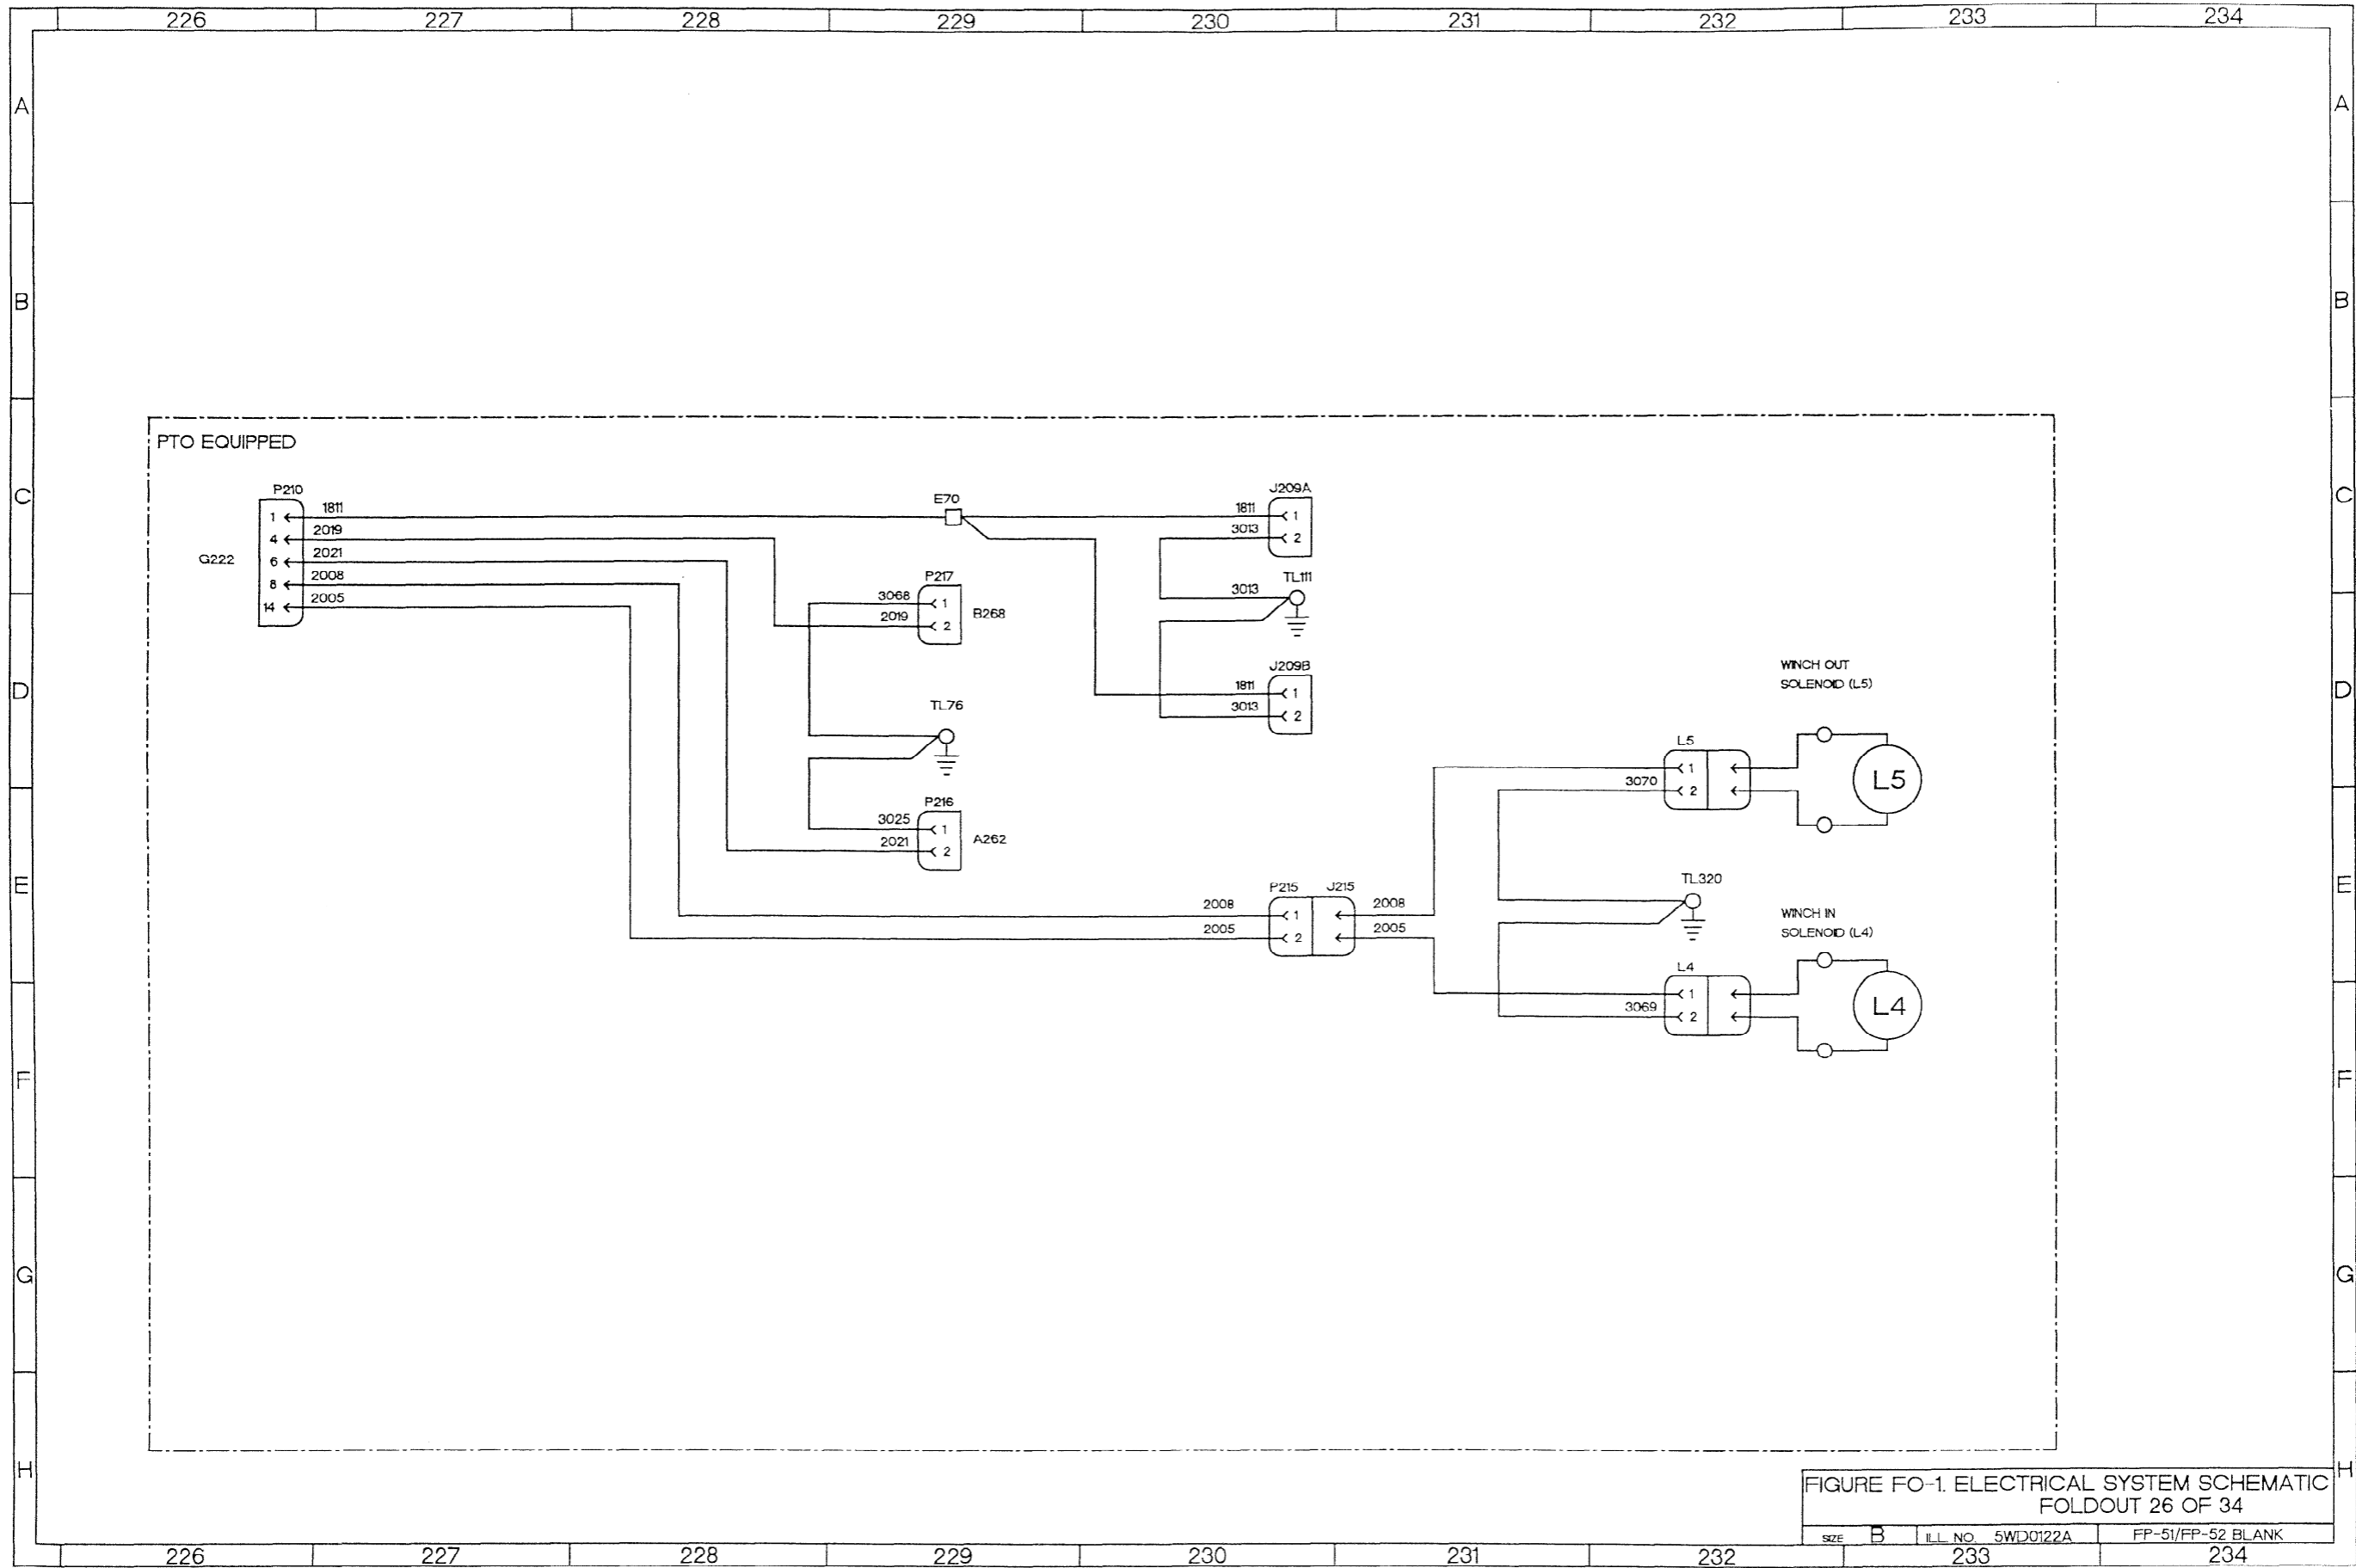 226 227 228 229 230 231 232 233 234
A A
B B
PTO EQUIPPED
C C
P210
1 1811
4 2019
G222 6 2021
8 2008
14 2005
E70
J209A
1811 1
3013 2
TL111
3013
P217
3068 1
2019 2
B268
J209B
1811 1
3013 2
D D
TL76
WINCH OUT
SOLENOID (L5)
L5
1
3070 2
L5
P216
3025 1
2021 2
A262
E E
P215 J215
2008 1 2008
2005 2 2005
TL320
WINCH IN
SOLENOID (L4)
L4
1
3069 2
L4
F F
G G
H H
FIGURE FO-1. ELECTRICAL SYSTEM SCHEMATIC
FOLDOUT 26 OF 34
SIZE B ILL. NO. 5WD0122A FP-51/FP-52 BLANK
226 227 228 229 230 231 232 233 234